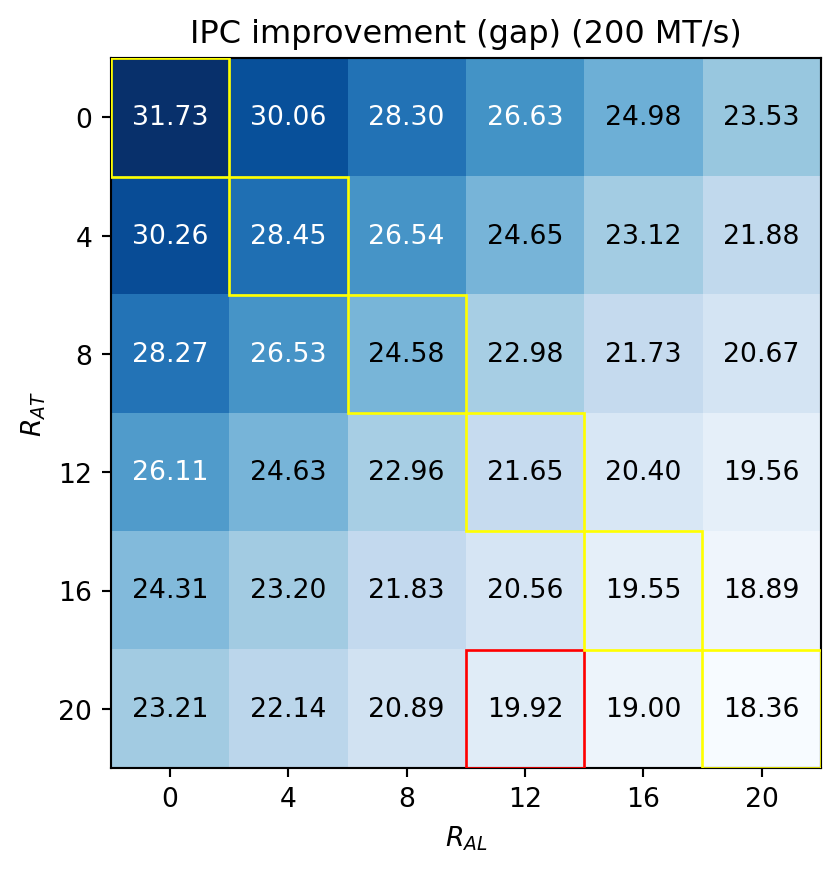 IPC improvement (gap) (200 MT/s)
0 31.73 30.06 28.30 26.63 24.98 23.53
4 30.26 28.45 26.54 24.65 23.12 21.88
8 28.27 26.53 24.58 22.98 21.73 20.67
12 26.11 24.63 22.96 21.65 20.40 19.56
16 24.31 23.20 21.83 20.56 19.55 18.89
20 23.21 22.14 20.89 19.92 19.00 18.36
0 4 8 12 16 20
R_AT
R_AL